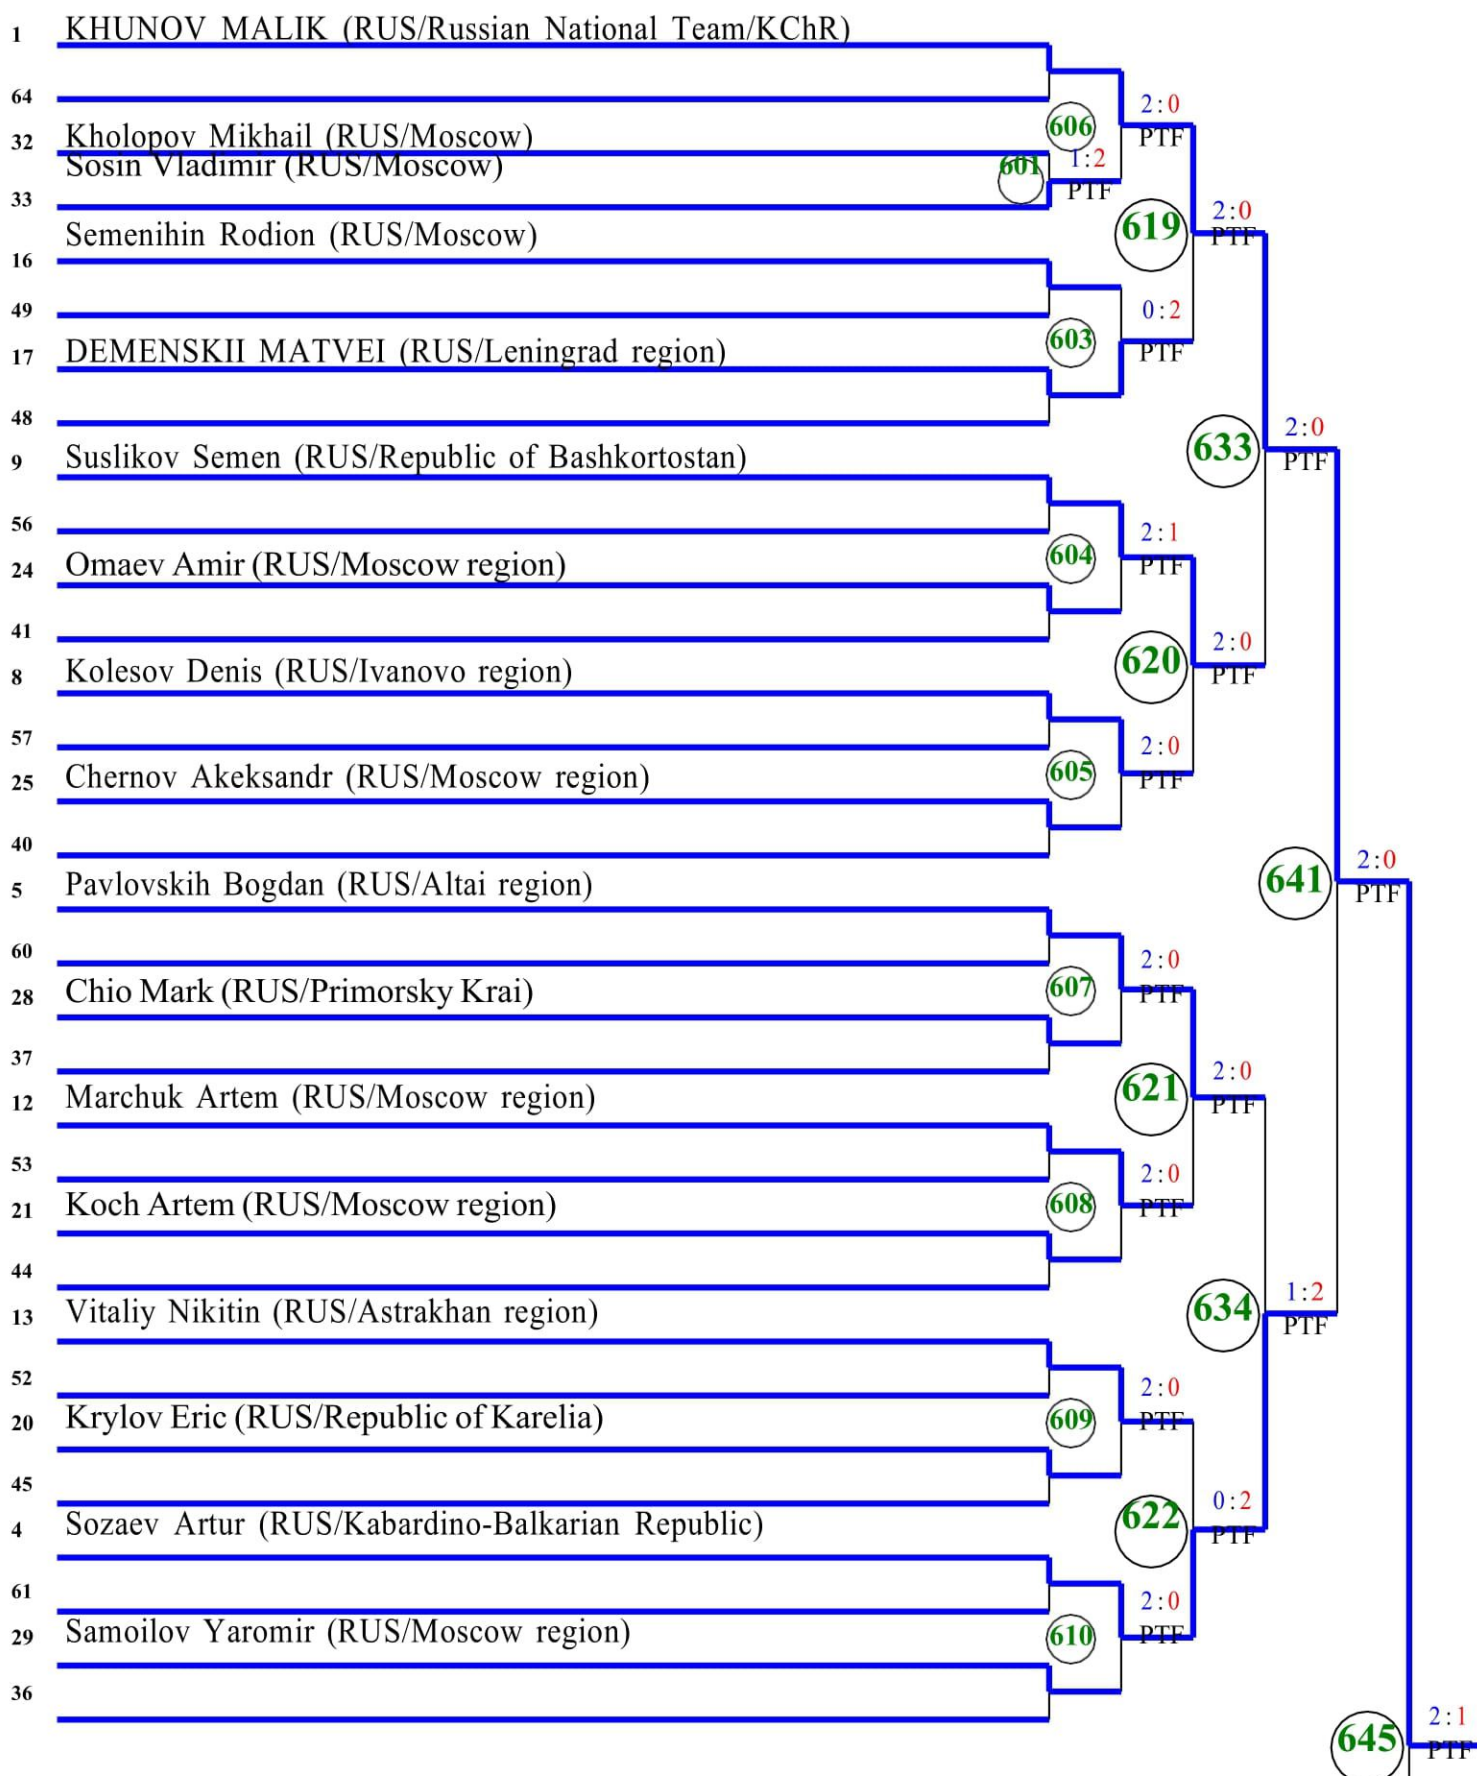 1 KHUNOV MALIK (RUS/Russian National Team/KChR)
64
2:0
606
32 Kholopov Mikhail (RUS/Moscow)
PTF
Sosin Vladimir (RUS/Moscow)
601
1:2
PTF
33
2:0
619
PTF
Semenihin Rodion (RUS/Moscow)
16
49
0:2
603
17 DEMENSKII MATVEI (RUS/Leningrad region)
PTF
48
2:0
633
PTF
9 Suslikov Semen (RUS/Republic of Bashkortostan)
56
2:1
604
24 Omaev Amir (RUS/Moscow region)
PTF
41
2:0
620
8 Kolesov Denis (RUS/Ivanovo region)
PTF
57
2:0
605
25 Chernov Akeksandr (RUS/Moscow region)
PTF
40
2:0
641
5 Pavlovskih Bogdan (RUS/Altai region)
PTF
60
2:0
607
28 Chio Mark (RUS/Primorsky Krai)
PTF
37
2:0
621
12 Marchuk Artem (RUS/Moscow region)
PTF
53
2:0
608
21 Koch Artem (RUS/Moscow region)
PTF
44
1:2
634
13 Vitaliy Nikitin (RUS/Astrakhan region)
PTF
52
2:0
609
20 Krylov Eric (RUS/Republic of Karelia)
PTF
45
0:2
622
4 Sozaev Artur (RUS/Kabardino-Balkarian Republic)
PTF
61
2:0
610
29 Samoilov Yaromir (RUS/Moscow region)
PTF
36
2:1
645
PTF